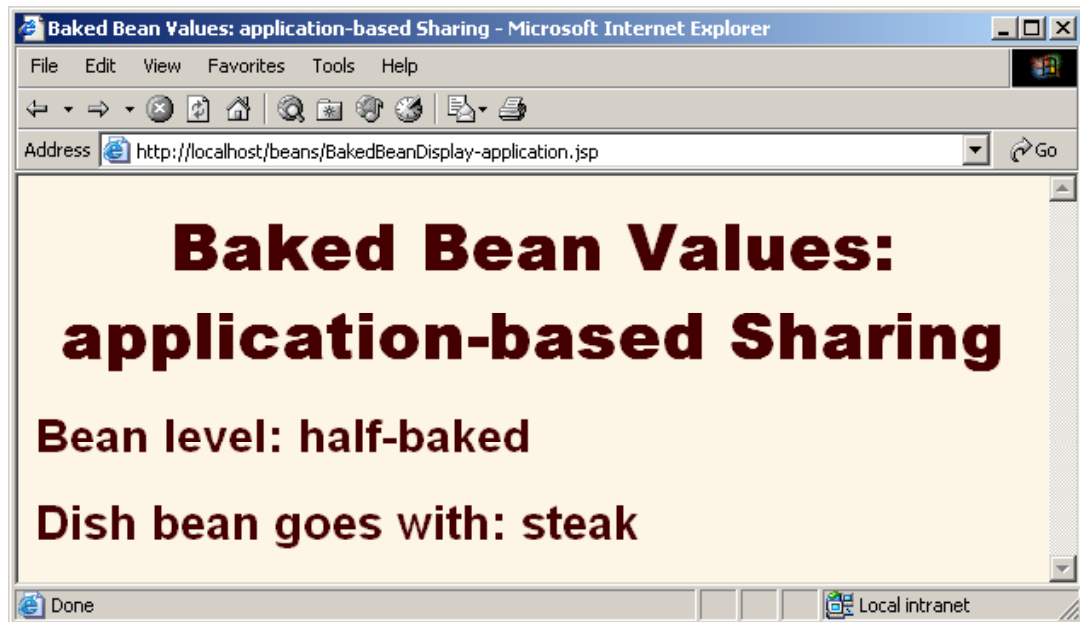 Baked Bean Values: application-based Sharing - Microsoft Internet Explorer
File Edit View Favorites Tools Help
Address http://localhost/beans/BakedBeanDisplay-application.jsp Go
Baked Bean Values:
application-based Sharing
Bean level: half-baked
Dish bean goes with: steak
Done Local intranet